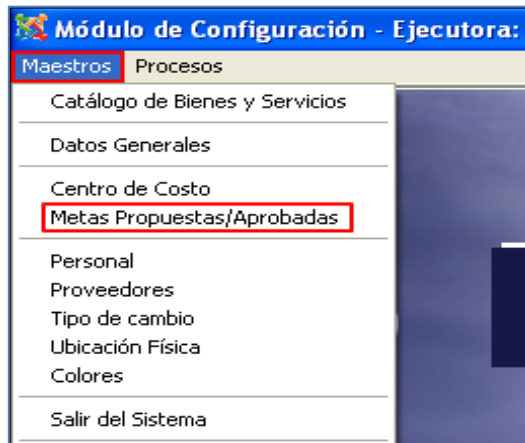 Módulo de Configuración - Ejecutora:
Maestros Procesos
Catálogo de Bienes y Servicios
Datos Generales
Centro de Costo
Metas Propuestas/Aprobadas
Personal
Proveedores
Tipo de cambio
Ubicación Física
Colores
Salir del Sistema